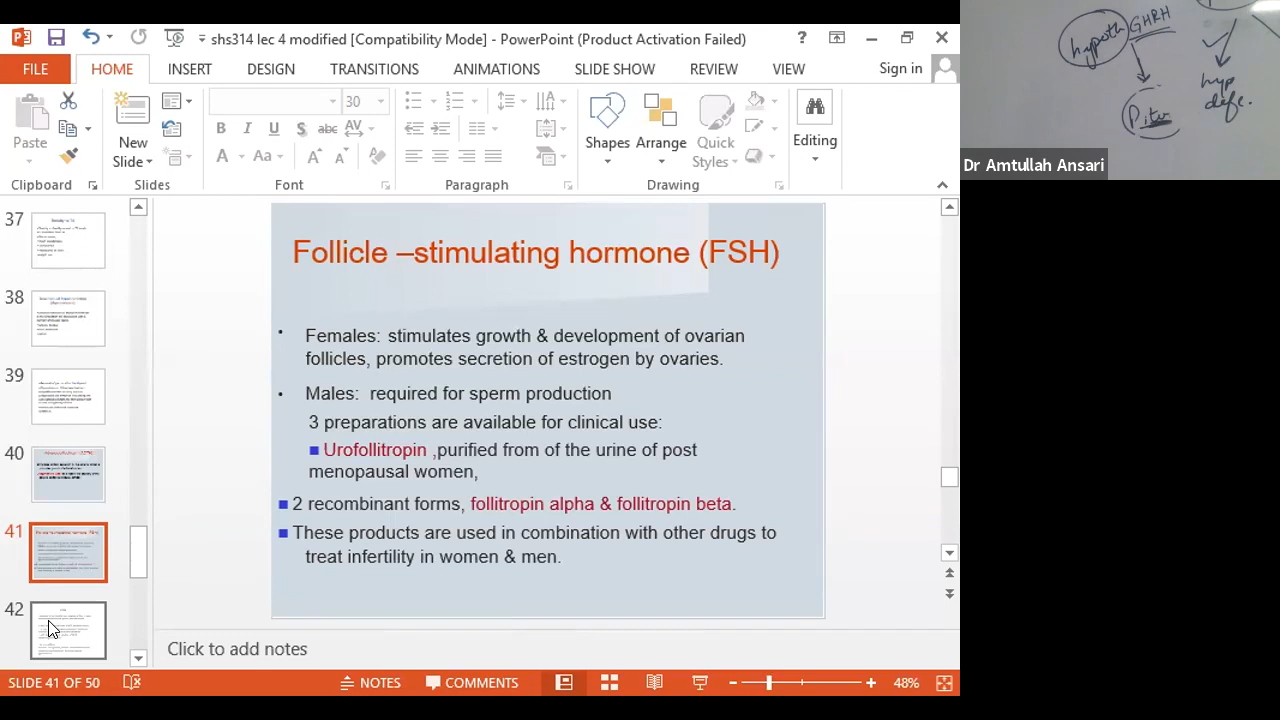 shs314 lec 4 modified [Compatibility Mode] - PowerPoint (Product Activation Failed)
FILE HOME INSERT DESIGN TRANSITIONS ANIMATIONS SLIDE SHOW REVIEW VIEW Sign in
Paste
New Slide
30
B I U S abc AV
A Aa A A
Shapes Arrange Quick Styles
Editing
Clipboard Slides Font Paragraph Drawing
37
38
39
40
41
42
Follicle –stimulating hormone (FSH)
• Females: stimulates growth & development of ovarian
follicles, promotes secretion of estrogen by ovaries.
• Males: required for sperm production
3 preparations are available for clinical use:
■ Urofollitropin ,purified from of the urine of post
menopausal women,
■ 2 recombinant forms, follitropin alpha & follitropin beta.
■ These products are used in combination with other drugs to
treat infertility in women & men.
Click to add notes
SLIDE 41 OF 50 NOTES COMMENTS 48%
hypoth GHRH
hyp
defc.
Dr Amtullah Ansari